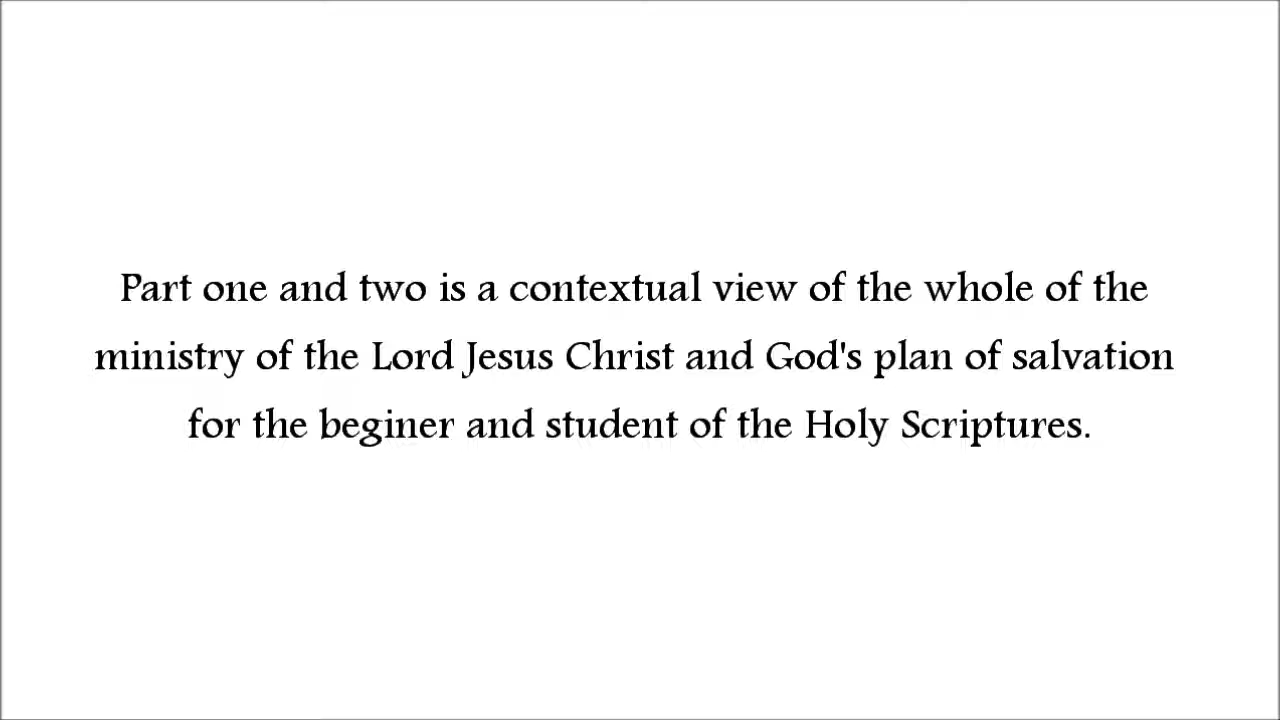 Part one and two is a contextual view of the whole of the
ministry of the Lord Jesus Christ and God's plan of salvation
for the beginer and student of the Holy Scriptures.